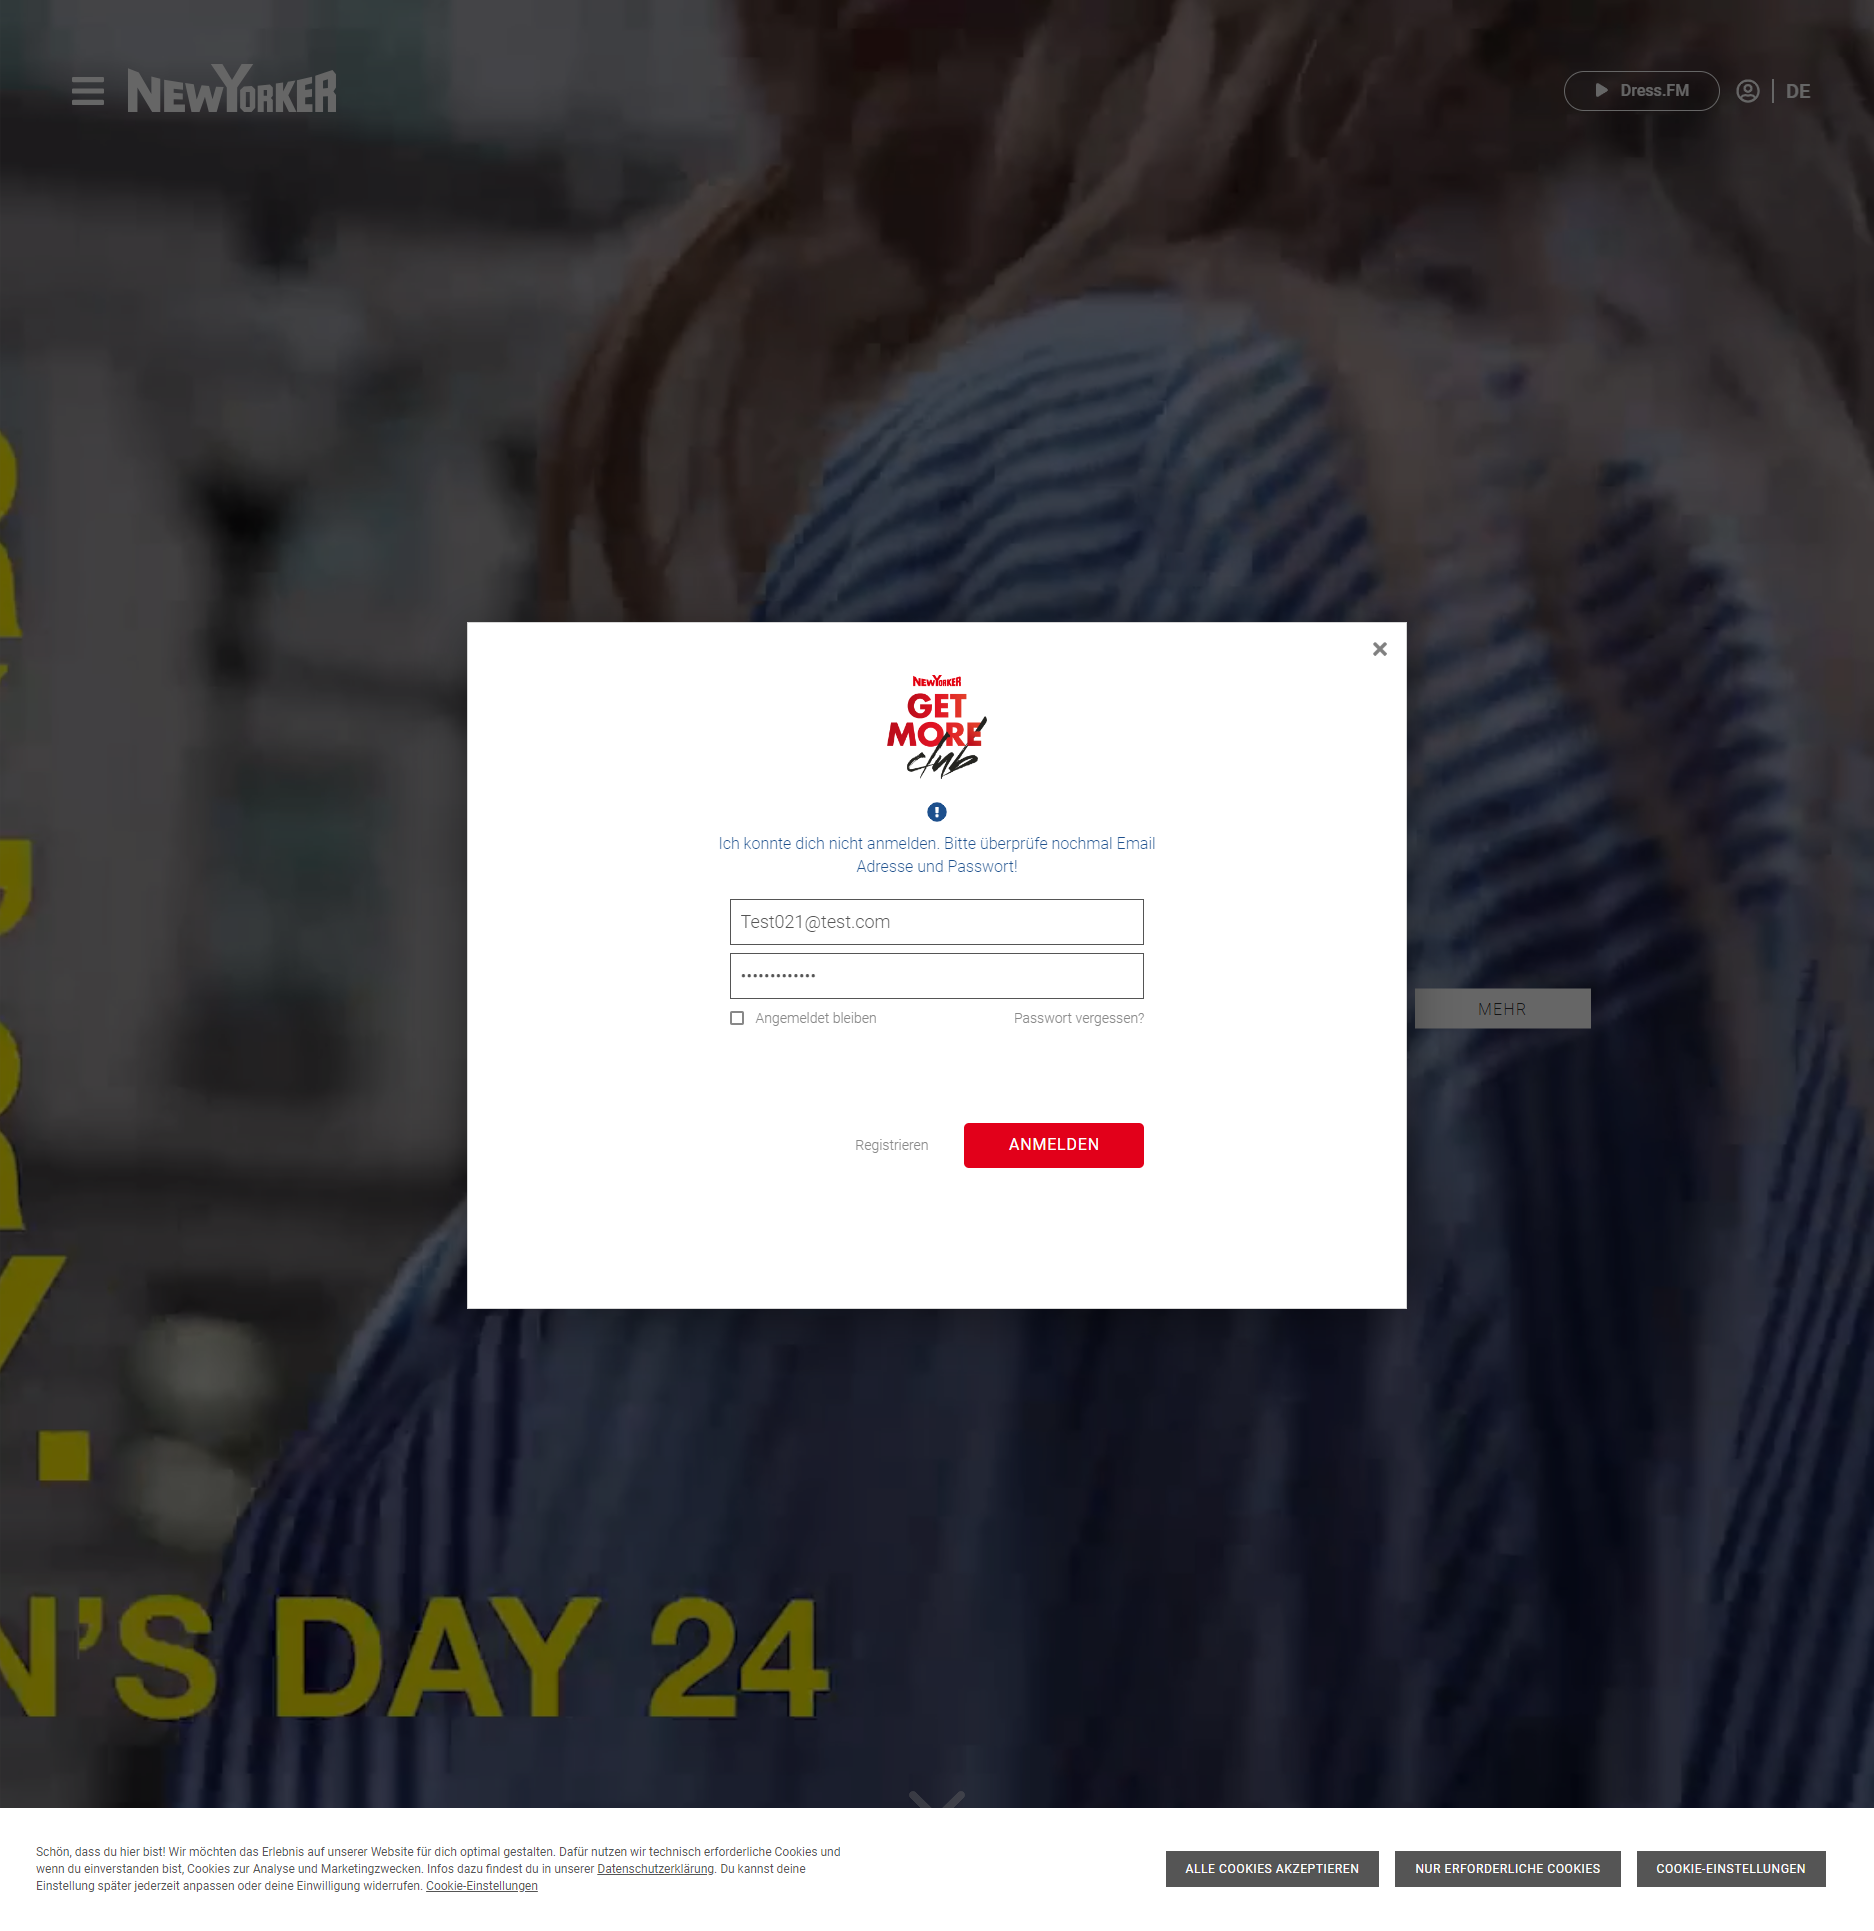 NEWYORKER
Dress.FM
DE
NEWYORKER
GET
MORE
club
Ich konnte dich nicht anmelden. Bitte überprüfe nochmal Email
Adresse und Passwort!
Test021@test.com
Angemeldet bleiben
Passwort vergessen?
MEHR
Registrieren
ANMELDEN
N'S DAY 24
Schön, dass du hier bist! Wir möchten das Erlebnis auf unserer Website für dich optimal gestalten. Dafür nutzen wir technisch erforderliche Cookies und
wenn du einverstanden bist, Cookies zur Analyse und Marketingzwecken. Infos dazu findest du in unserer Datenschutzerklärung. Du kannst deine
Einstellung später jederzeit anpassen oder deine Einwilligung widerrufen. Cookie-Einstellungen
ALLE COOKIES AKZEPTIEREN
NUR ERFORDERLICHE COOKIES
COOKIE-EINSTELLUNGEN